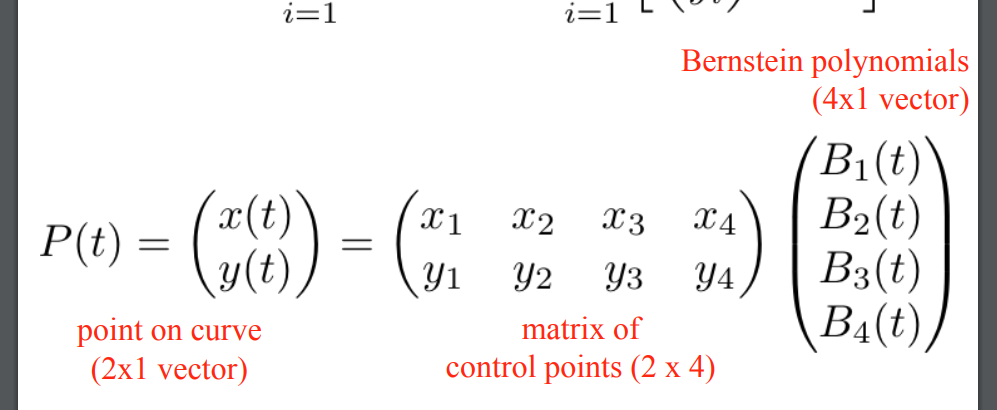 i=1 i=1
Bernstein polynomials
(4x1 vector)
P(t) = (x(t) y(t)) = (x₁ x₂ x₃ x₄ y₁ y₂ y₃ y₄) (B₁(t) B₂(t) B₃(t) B₄(t))
point on curve
(2x1 vector)
matrix of
control points (2 x 4)